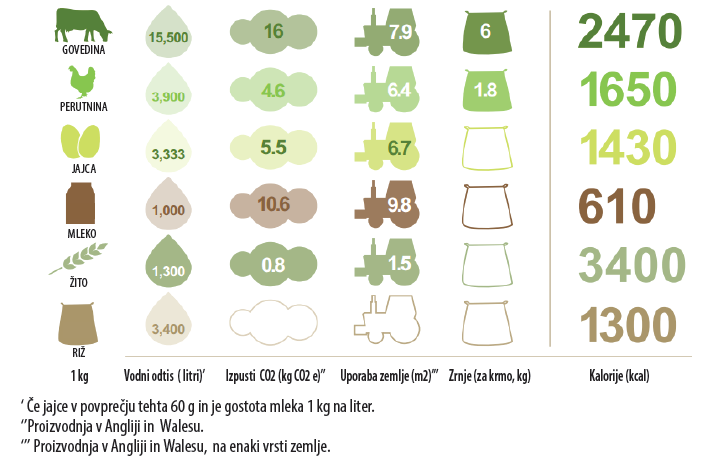 GOVEDINA 15,500 16 7.9 6 2470
PERUTNINA 3,900 4.6 6.4 1.8 1650
JAJCA 3,333 5.5 6.7 1430
MLEKO 1,000 10.6 9.8 610
ŽITO 1,300 0.8 1.5 3400
RIŽ 3,400 1300
1 kg Vodni odtis ( litri)' Izpusti CO2 (kg CO2 e)'' Uporaba zemlje (m2)''' Zrnje (za krmo, kg) Kalorije (kcal)
‘ Če jajce v povprečju tehta 60 g in je gostota mleka 1 kg na liter.
‘’Proizvodnja v Angliji in Walesu.
‘’’ Proizvodnja v Angliji in Walesu, na enaki vrsti zemlje.